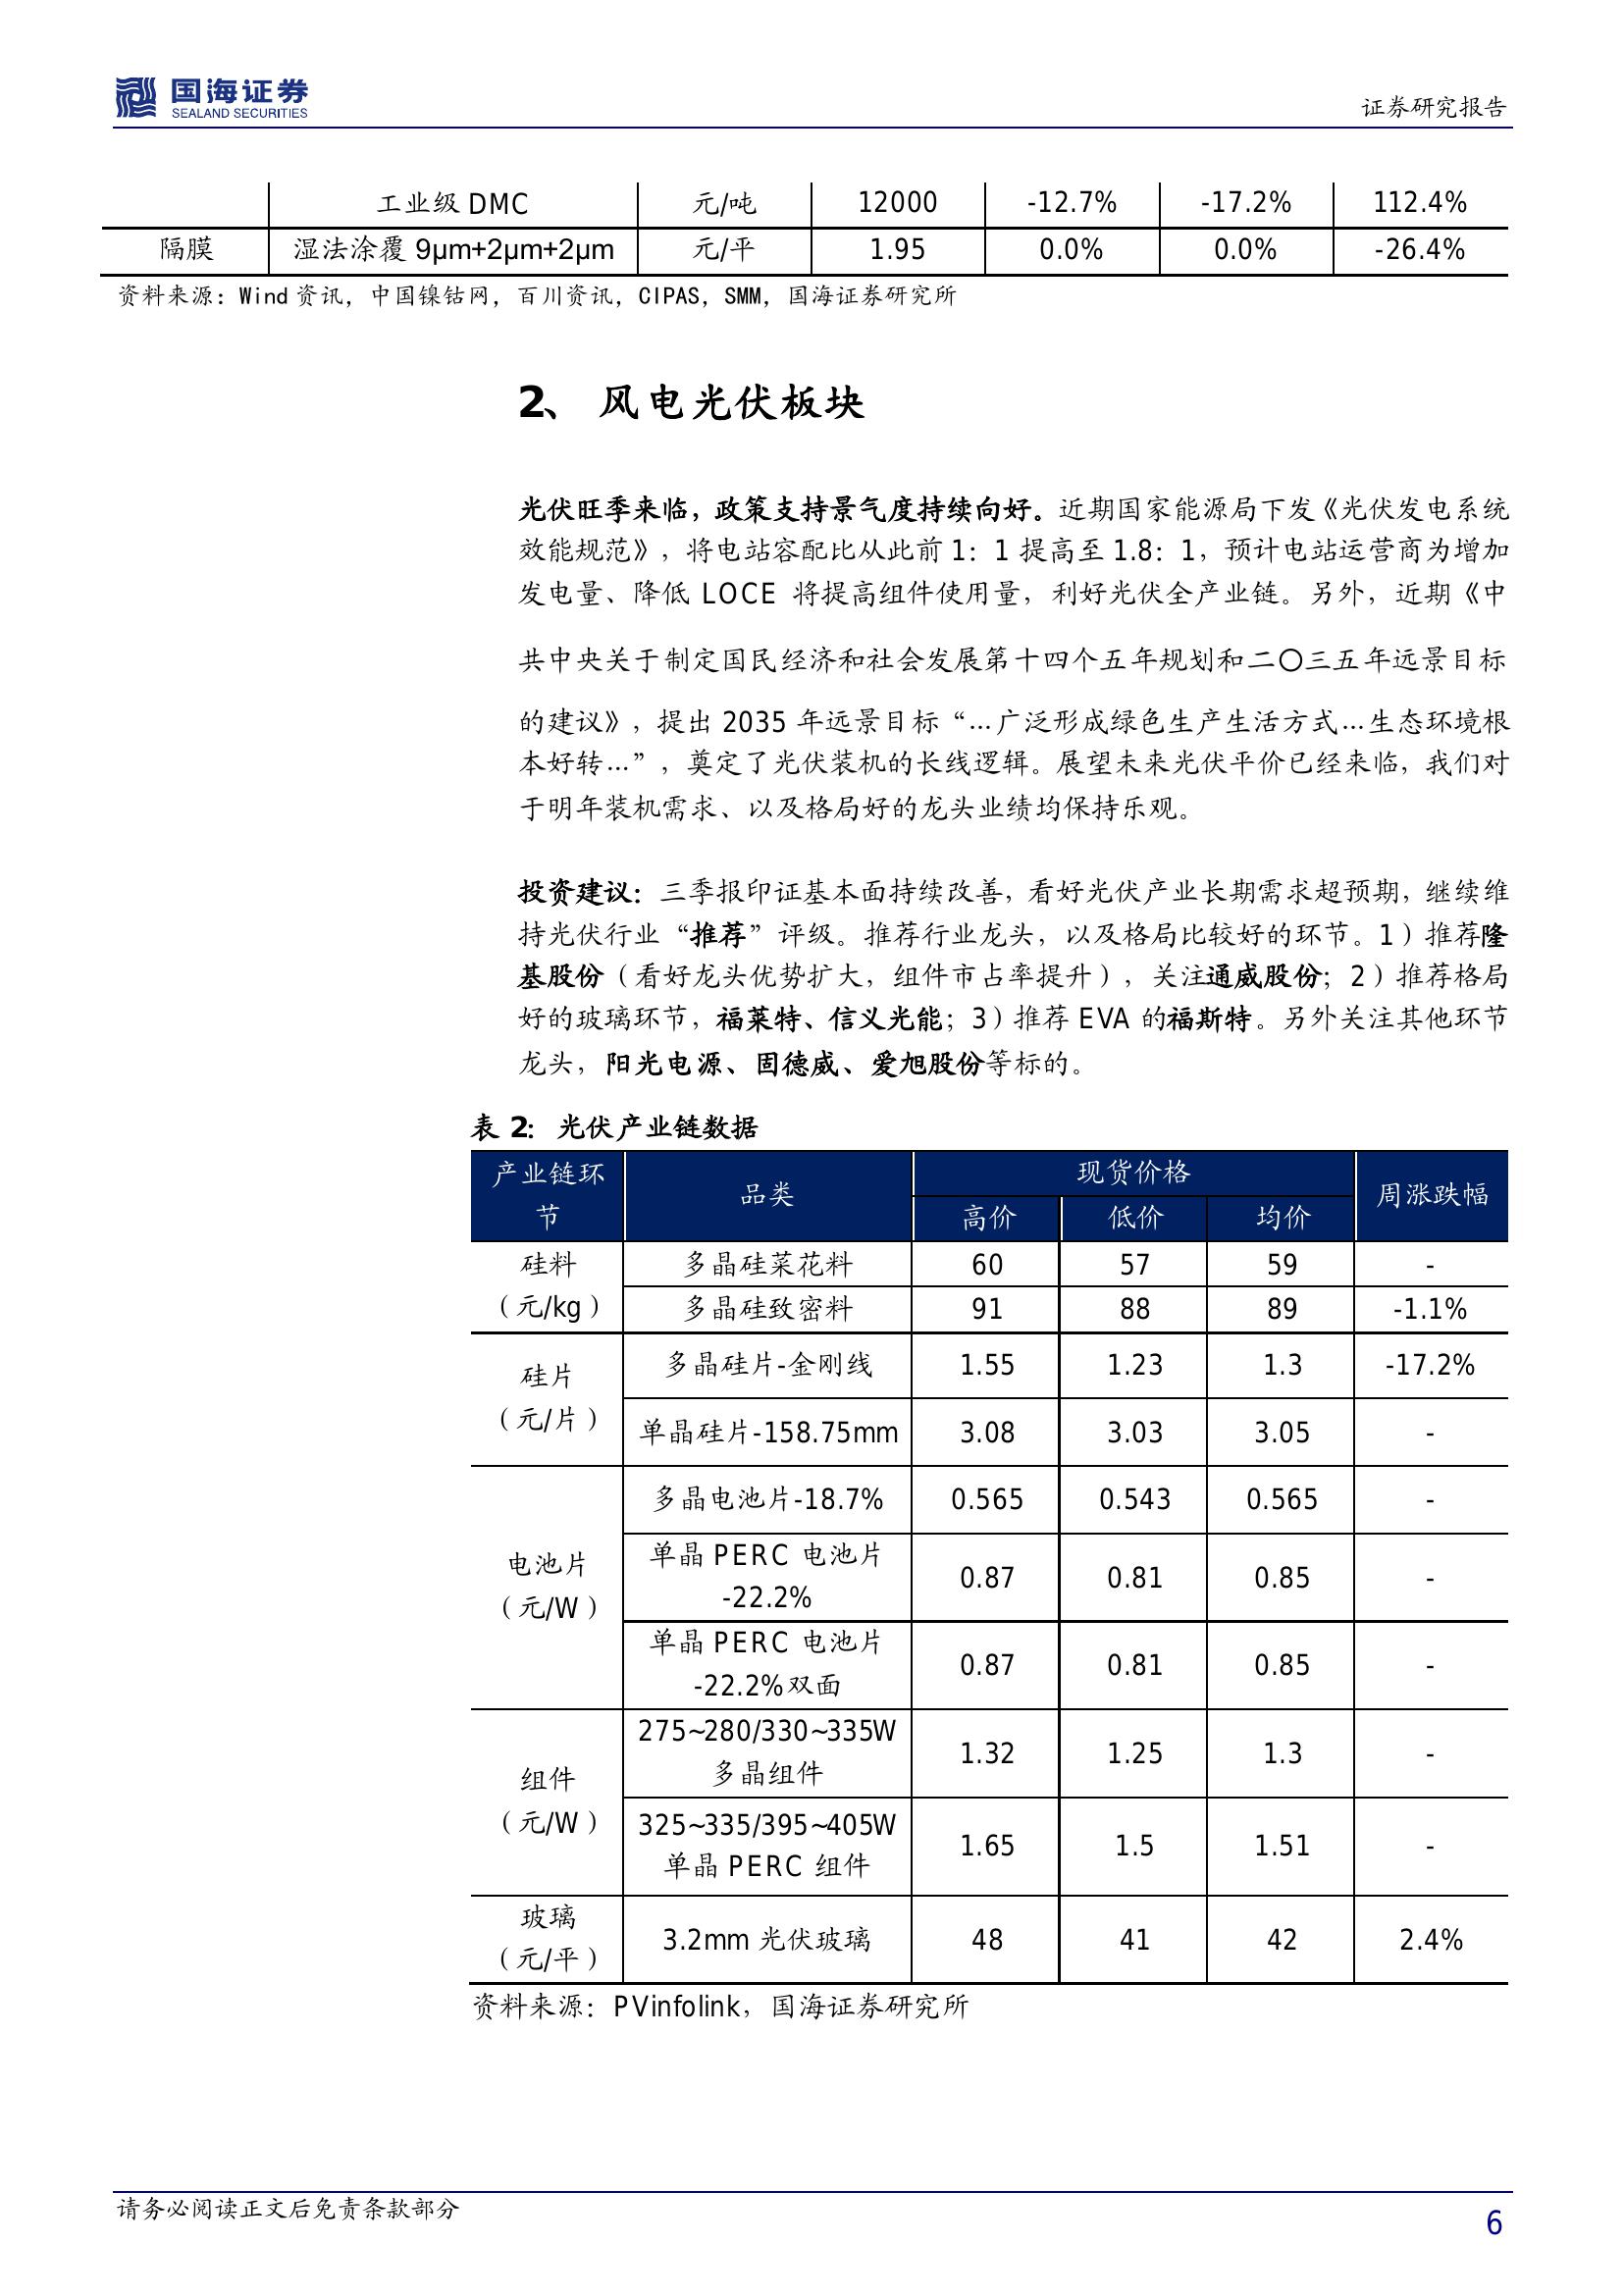 国海证券
SEALAND SECURITIES
证券研究报告
工业级 DMC 元/吨 12000 -12.7% -17.2% 112.4%
隔膜 湿法涂覆 9μm+2μm+2μm 元/平 1.95 0.0% 0.0% -26.4%
资料来源：Wind 资讯，中国镍钴网，百川资讯，CIPAS，SMM，国海证券研究所
2、 风电光伏板块
光伏旺季来临，政策支持景气度持续向好。近期国家能源局下发《光伏发电系统
效能规范》，将电站容配比从此前 1：1 提高至 1.8：1，预计电站运营商为增加
发电量、降低 LOCE 将提高组件使用量，利好光伏全产业链。另外，近期《中
共中央关于制定国民经济和社会发展第十四个五年规划和二〇三五年远景目标
的建议》，提出 2035 年远景目标“…广泛形成绿色生产生活方式…生态环境根
本好转…”，奠定了光伏装机的长线逻辑。展望未来光伏平价已经来临，我们对
于明年装机需求、以及格局好的龙头业绩均保持乐观。
投资建议：三季报印证基本面持续改善，看好光伏产业长期需求超预期，继续维
持光伏行业“推荐”评级。推荐行业龙头，以及格局比较好的环节。1）推荐隆
基股份（看好龙头优势扩大，组件市占率提升），关注通威股份；2）推荐格局
好的玻璃环节，福莱特、信义光能；3）推荐 EVA 的福斯特。另外关注其他环节
龙头，阳光电源、固德威、爱旭股份等标的。
表 2： 光伏产业链数据
产业链环 品类 现货价格 周涨跌幅
节 高价 低价 均价
硅料 多晶硅菜花料 60 57 59 -
（元/kg） 多晶硅致密料 91 88 89 -1.1%
硅片 多晶硅片-金刚线 1.55 1.23 1.3 -17.2%
（元/片） 单晶硅片-158.75mm 3.08 3.03 3.05 -
电池片
（元/W）
多晶电池片-18.7% 0.565 0.543 0.565 -
单晶 PERC 电池片
-22.2% 0.87 0.81 0.85 -
单晶 PERC 电池片
-22.2%双面 0.87 0.81 0.85 -
组件
（元/W）
275~280/330~335W
多晶组件 1.32 1.25 1.3 -
325~335/395~405W
单晶 PERC 组件 1.65 1.5 1.51 -
玻璃
（元/平） 3.2mm 光伏玻璃 48 41 42 2.4%
资料来源：PVinfolink，国海证券研究所
请务必阅读正文后免责条款部分
6